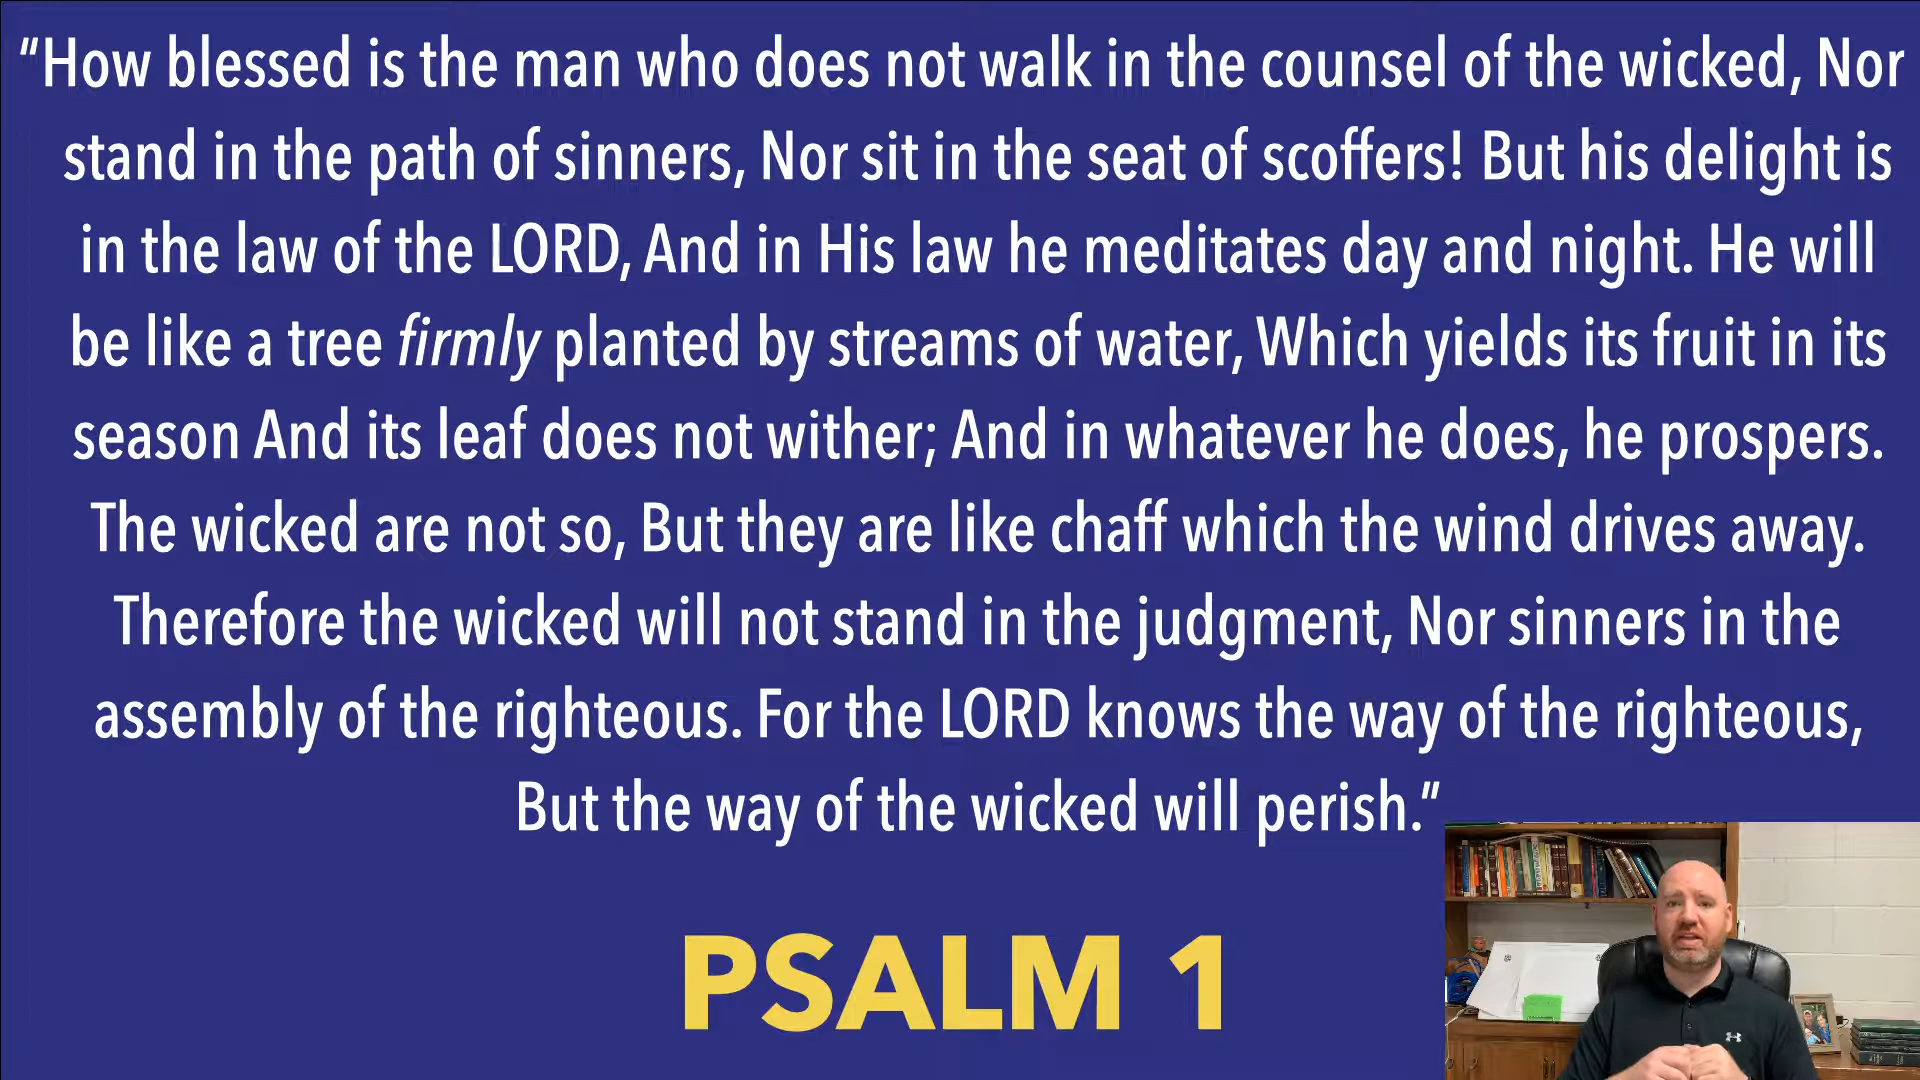 “How blessed is the man who does not walk in the counsel of the wicked, Nor
stand in the path of sinners, Nor sit in the seat of scoffers! But his delight is
in the law of the LORD, And in His law he meditates day and night. He will
be like a tree firmly planted by streams of water, Which yields its fruit in its
season And its leaf does not wither; And in whatever he does, he prospers.
The wicked are not so, But they are like chaff which the wind drives away.
Therefore the wicked will not stand in the judgment, Nor sinners in the
assembly of the righteous. For the LORD knows the way of the righteous,
But the way of the wicked will perish.”
PSALM 1